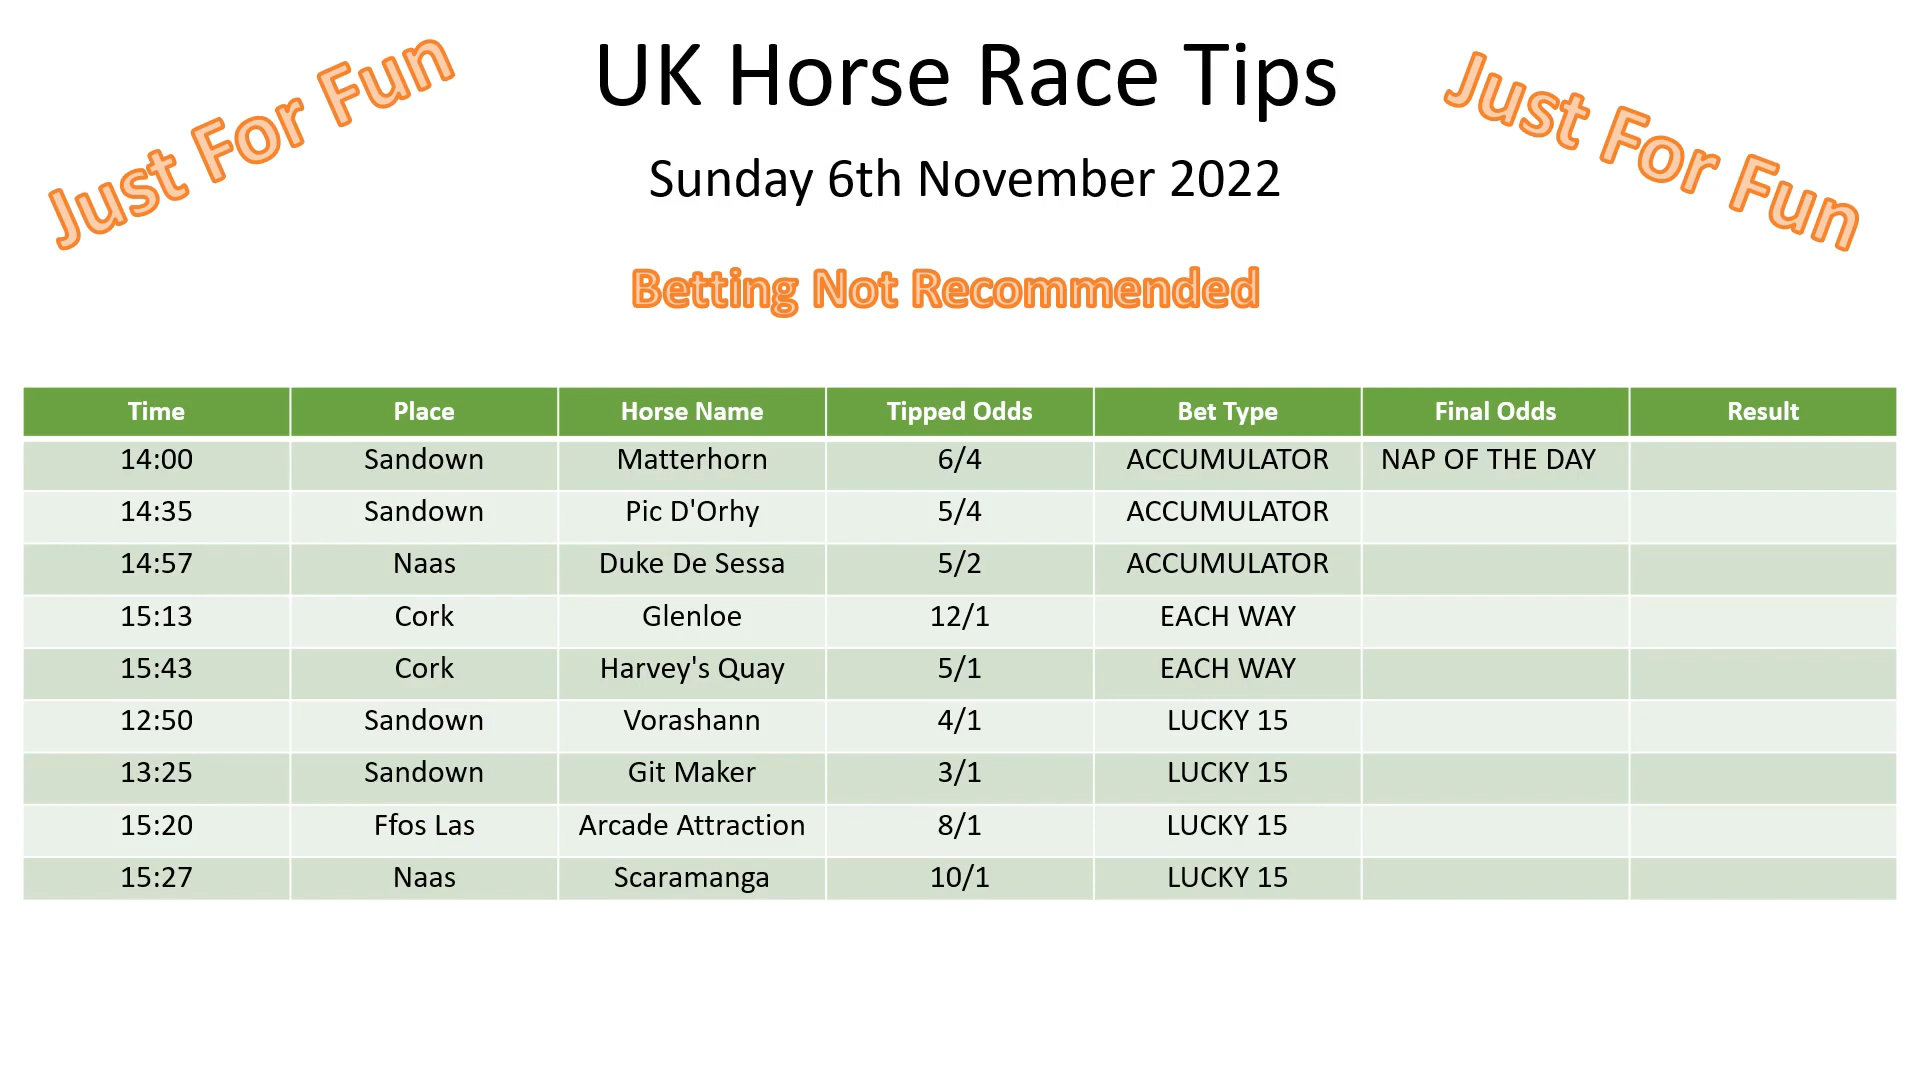 Just For Fun
UK Horse Race Tips
Just For Fun
Sunday 6th November 2022
Betting Not Recommended
Time Place Horse Name Tipped Odds Bet Type Final Odds Result
14:00 Sandown Matterhorn 6/4 ACCUMULATOR NAP OF THE DAY
14:35 Sandown Pic D'Orhy 5/4 ACCUMULATOR
14:57 Naas Duke De Sessa 5/2 ACCUMULATOR
15:13 Cork Glenloe 12/1 EACH WAY
15:43 Cork Harvey's Quay 5/1 EACH WAY
12:50 Sandown Vorashann 4/1 LUCKY 15
13:25 Sandown Git Maker 3/1 LUCKY 15
15:20 Ffos Las Arcade Attraction 8/1 LUCKY 15
15:27 Naas Scaramanga 10/1 LUCKY 15